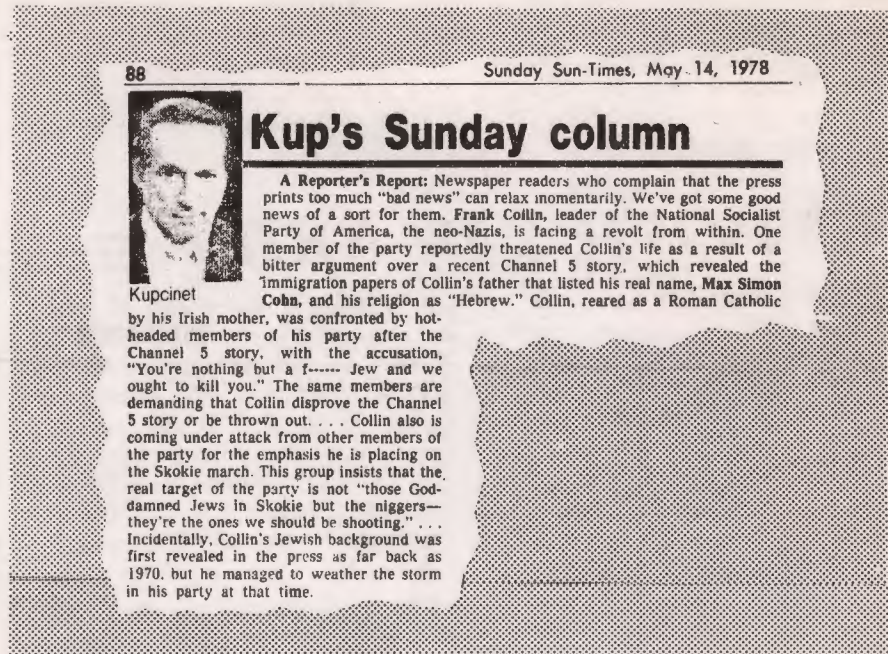 88
Sunday Sun-Times, May 14, 1978
Kup's Sunday column
Kupcinet
A Reporter's Report: Newspaper readers who complain that the press
prints too much "bad news" can relax momentarily. We've got some good
news of a sort for them. Frank Collin, leader of the National Socialist
Party of America, the neo-Nazis, is facing a revolt from within. One
member of the party reportedly threatened Collin's life as a result of a
bitter argument over a recent Channel 5 story, which revealed the
immigration papers of Collin's father that listed his real name, Max Simon
Cohn, and his religion as "Hebrew." Collin, reared as a Roman Catholic
by his Irish mother, was confronted by hot-
headed members of his party after the
Channel 5 story, with the accusation,
"You're nothing but a f------ Jew and we
ought to kill you." The same members are
demanding that Collin disprove the Channel
5 story or be thrown out. . . . Collin also is
coming under attack from other members of
the party for the emphasis he is placing on
the Skokie march. This group insists that the
real target of the party is not "those God-
damned Jews in Skokie but the niggers—
they're the ones we should be shooting." . . .
Incidentally, Collin's Jewish background was
first revealed in the press as far back as
1970, but he managed to weather the storm
in his party at that time.